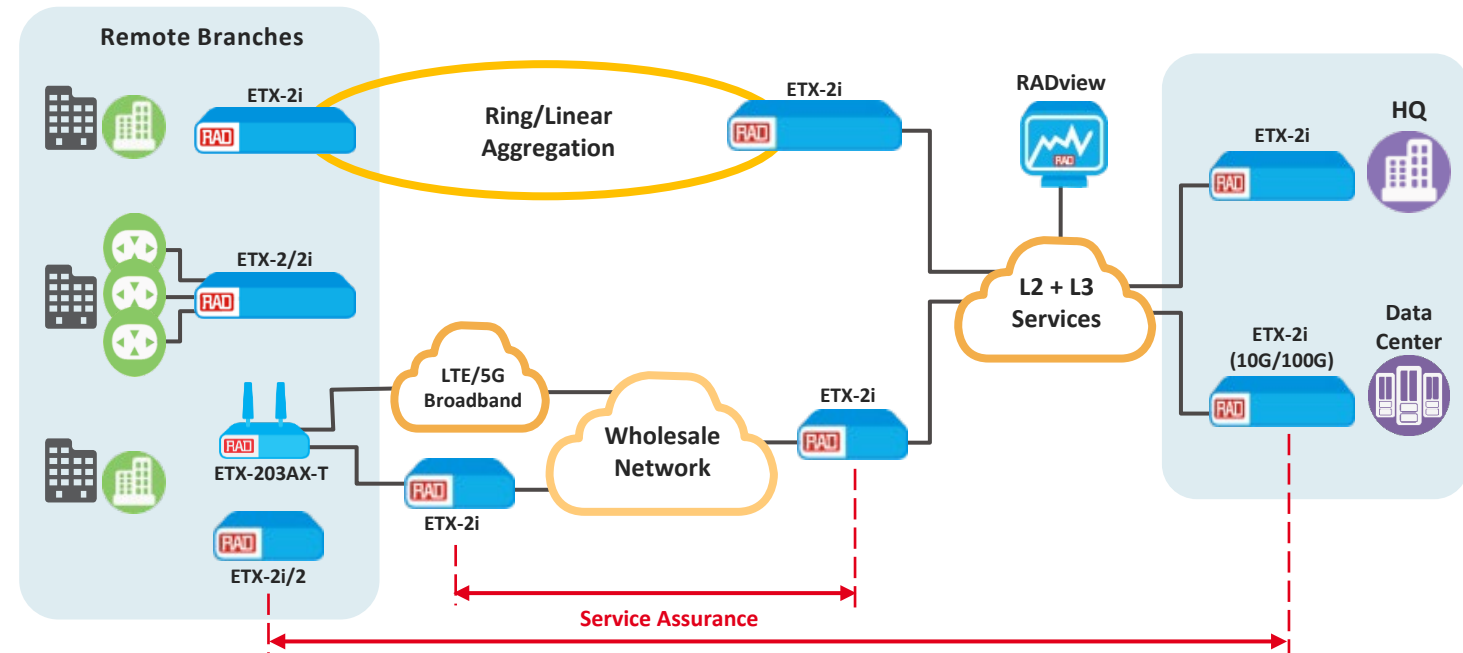 Remote Branches
ETX-2i
RAD
Ring/Linear
Aggregation
ETX-2i
RAD
RADview
RAD
HQ
ETX-2i
RAD
ETX-2/2i
RAD
L2 + L3
Services
Data
Center
ETX-2i
(10G/100G)
RAD
LTE/5G
Broadband
RAD
ETX-203AX-T
Wholesale
Network
ETX-2i
RAD
RAD
ETX-2i
RAD
ETX-2i/2
Service Assurance